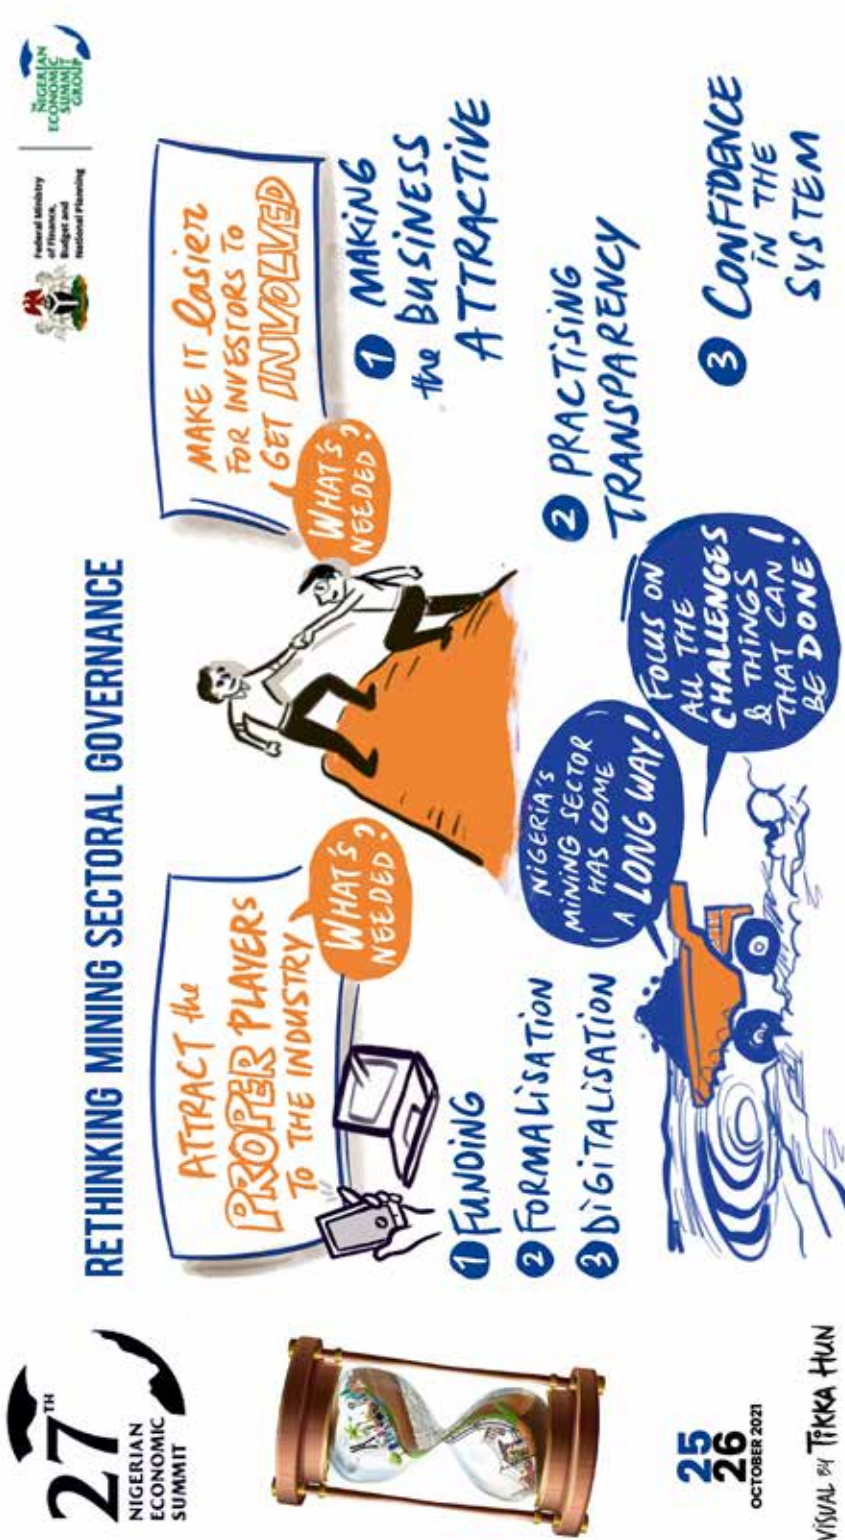 27TH
NIGERIAN
ECONOMIC
SUMMIT
25
26
OCTOBER 2021
VISUAL BY TIKKA HUN
RETHINKING MINING SECTORAL GOVERNANCE
Federal Ministry
of Finance,
Budget and
National Planning
THE
NIGERIAN
ECONOMIC
SUMMIT
GROUP
ATTRACT the
PROPER PLAYERS
TO THE INDUSTRY
WHAT'S
NEEDED?
1 FUNDING
2 FORMALISATION
3 DIGITALISATION
NIGERIA'S
MINING SECTOR
HAS COME
A LONG WAY!
FOCUS ON
ALL THE
CHALLENGES
& THINGS
THAT CAN
BE DONE!
MAKE IT easier
FOR INVESTORS TO
GET INVOLVED
WHAT'S
NEEDED?
1 MAKING
the BUSINESS
ATTRACTIVE
2 PRACTISING
TRANSPARENCY
3 CONFIDENCE
IN THE
SYSTEM